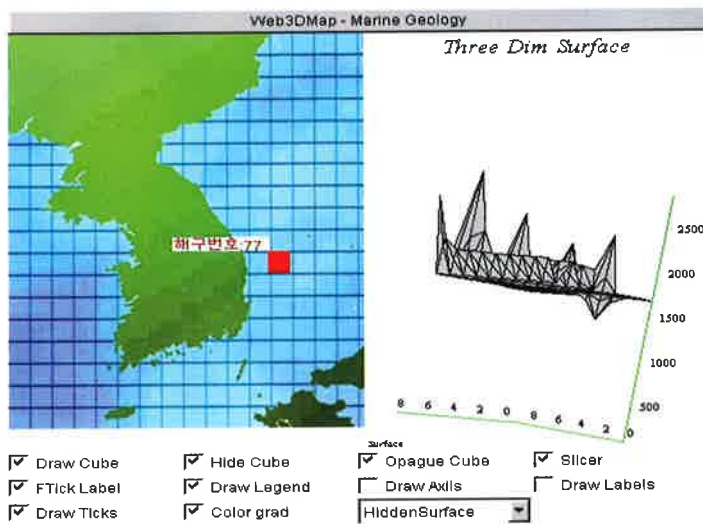 Web3DMap - Marine Geology
Three Dim Surface
해구번호:77
2500
2000
1500
1000
500
0
8 6 4 2 0 8 6 4 2
Surface
Draw Cube
Hide Cube
Opague Cube
Slicer
FTick Label
Draw Legend
Draw Axils
Draw Labels
Draw Ticks
Color grad
HiddenSurface